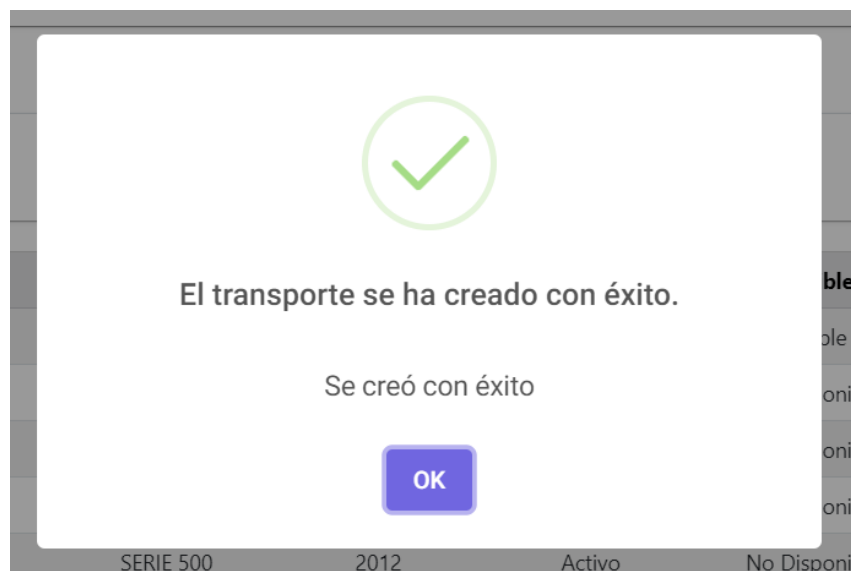 El transporte se ha creado con éxito.
Se creó con éxito
OK
SERIE 500 2012 Activo No Disponi